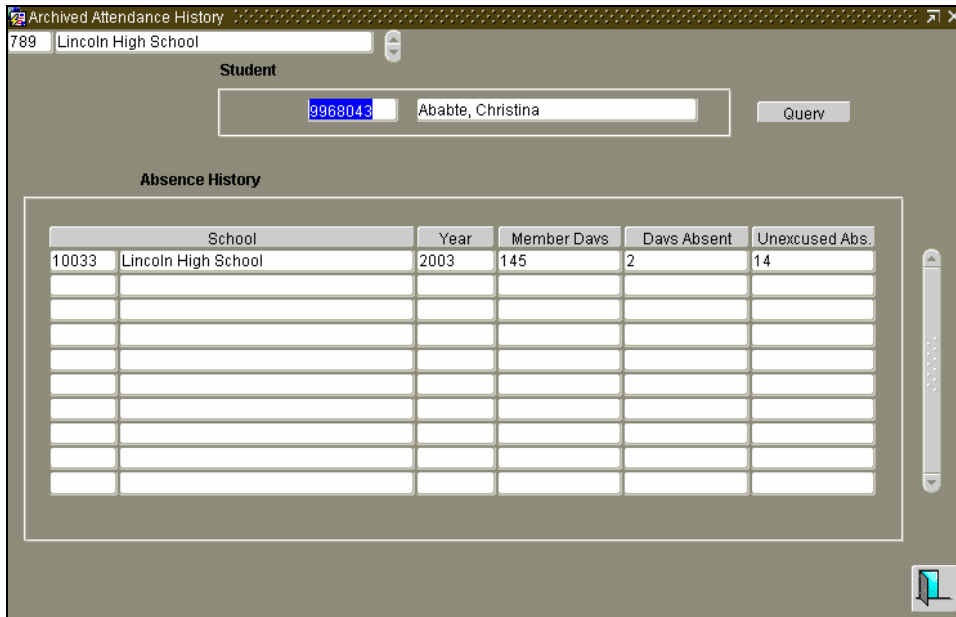 Archived Attendance History
789 Lincoln High School
Student
9968043 Ababte, Christina Query
Absence History
School Year Member Days Days Absent Unexcused Abs.
10033 Lincoln High School 2003 145 2 14